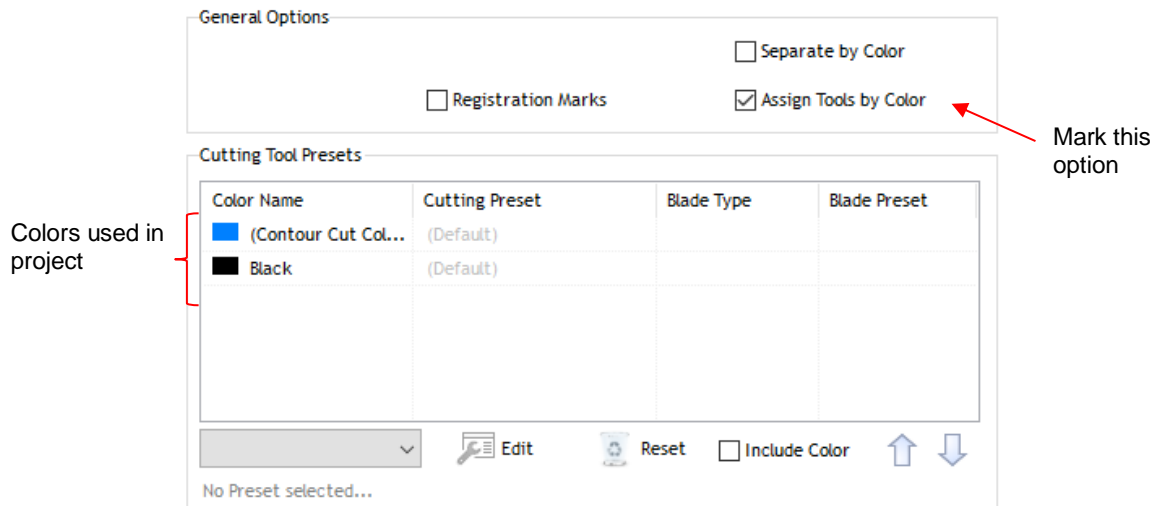 General Options
Separate by Color
Registration Marks
Assign Tools by Color
Mark this
option
Cutting Tool Presets
Color Name Cutting Preset Blade Type Blade Preset
Colors used in
project
(Contour Cut Col... (Default)
Black (Default)
Edit Reset Include Color
No Preset selected...